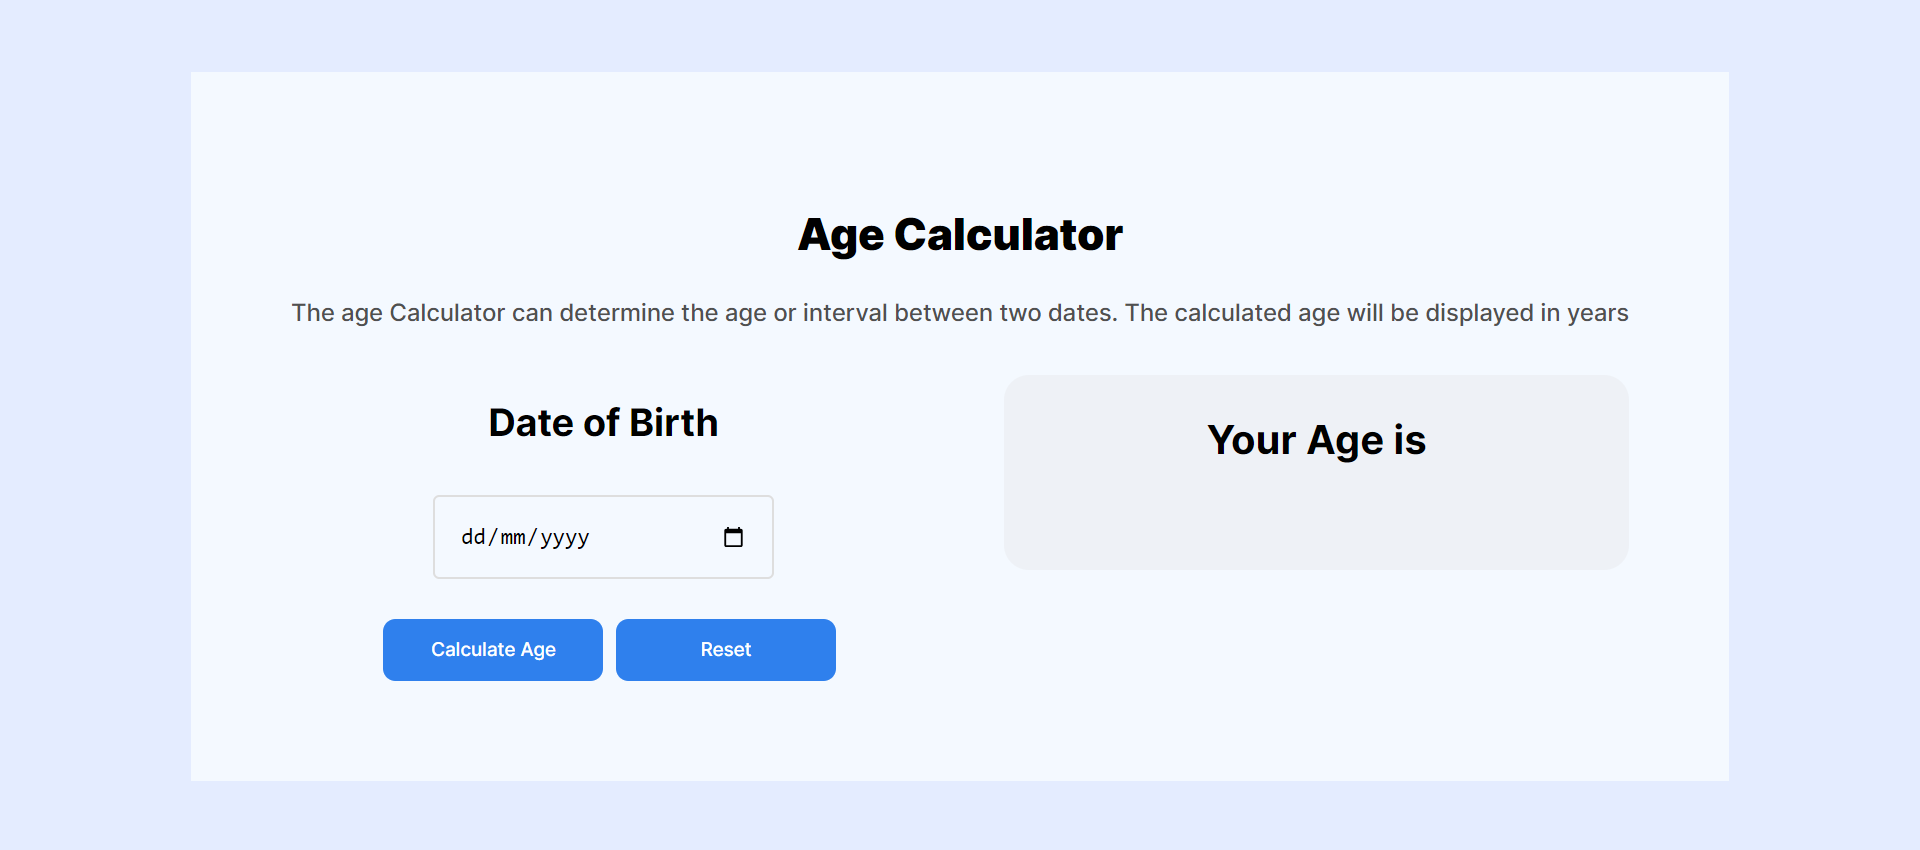 Age Calculator
The age Calculator can determine the age or interval between two dates. The calculated age will be displayed in years
Date of Birth
dd/mm/yyyy
Calculate Age
Reset
Your Age is